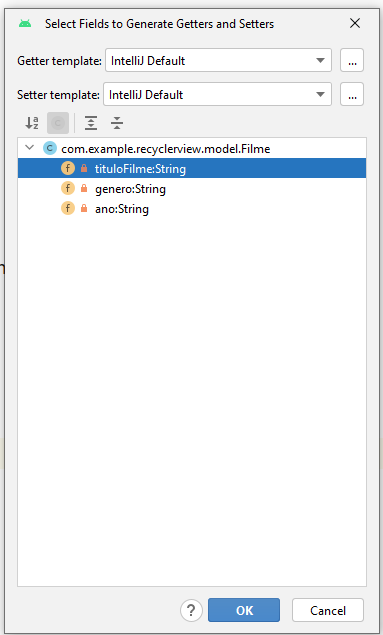 Select Fields to Generate Getters and Setters
Getter template: IntelliJ Default ...
Setter template: IntelliJ Default ...
com.example.recyclerview.model.Filme
tituloFilme:String
genero:String
ano:String
? OK Cancel